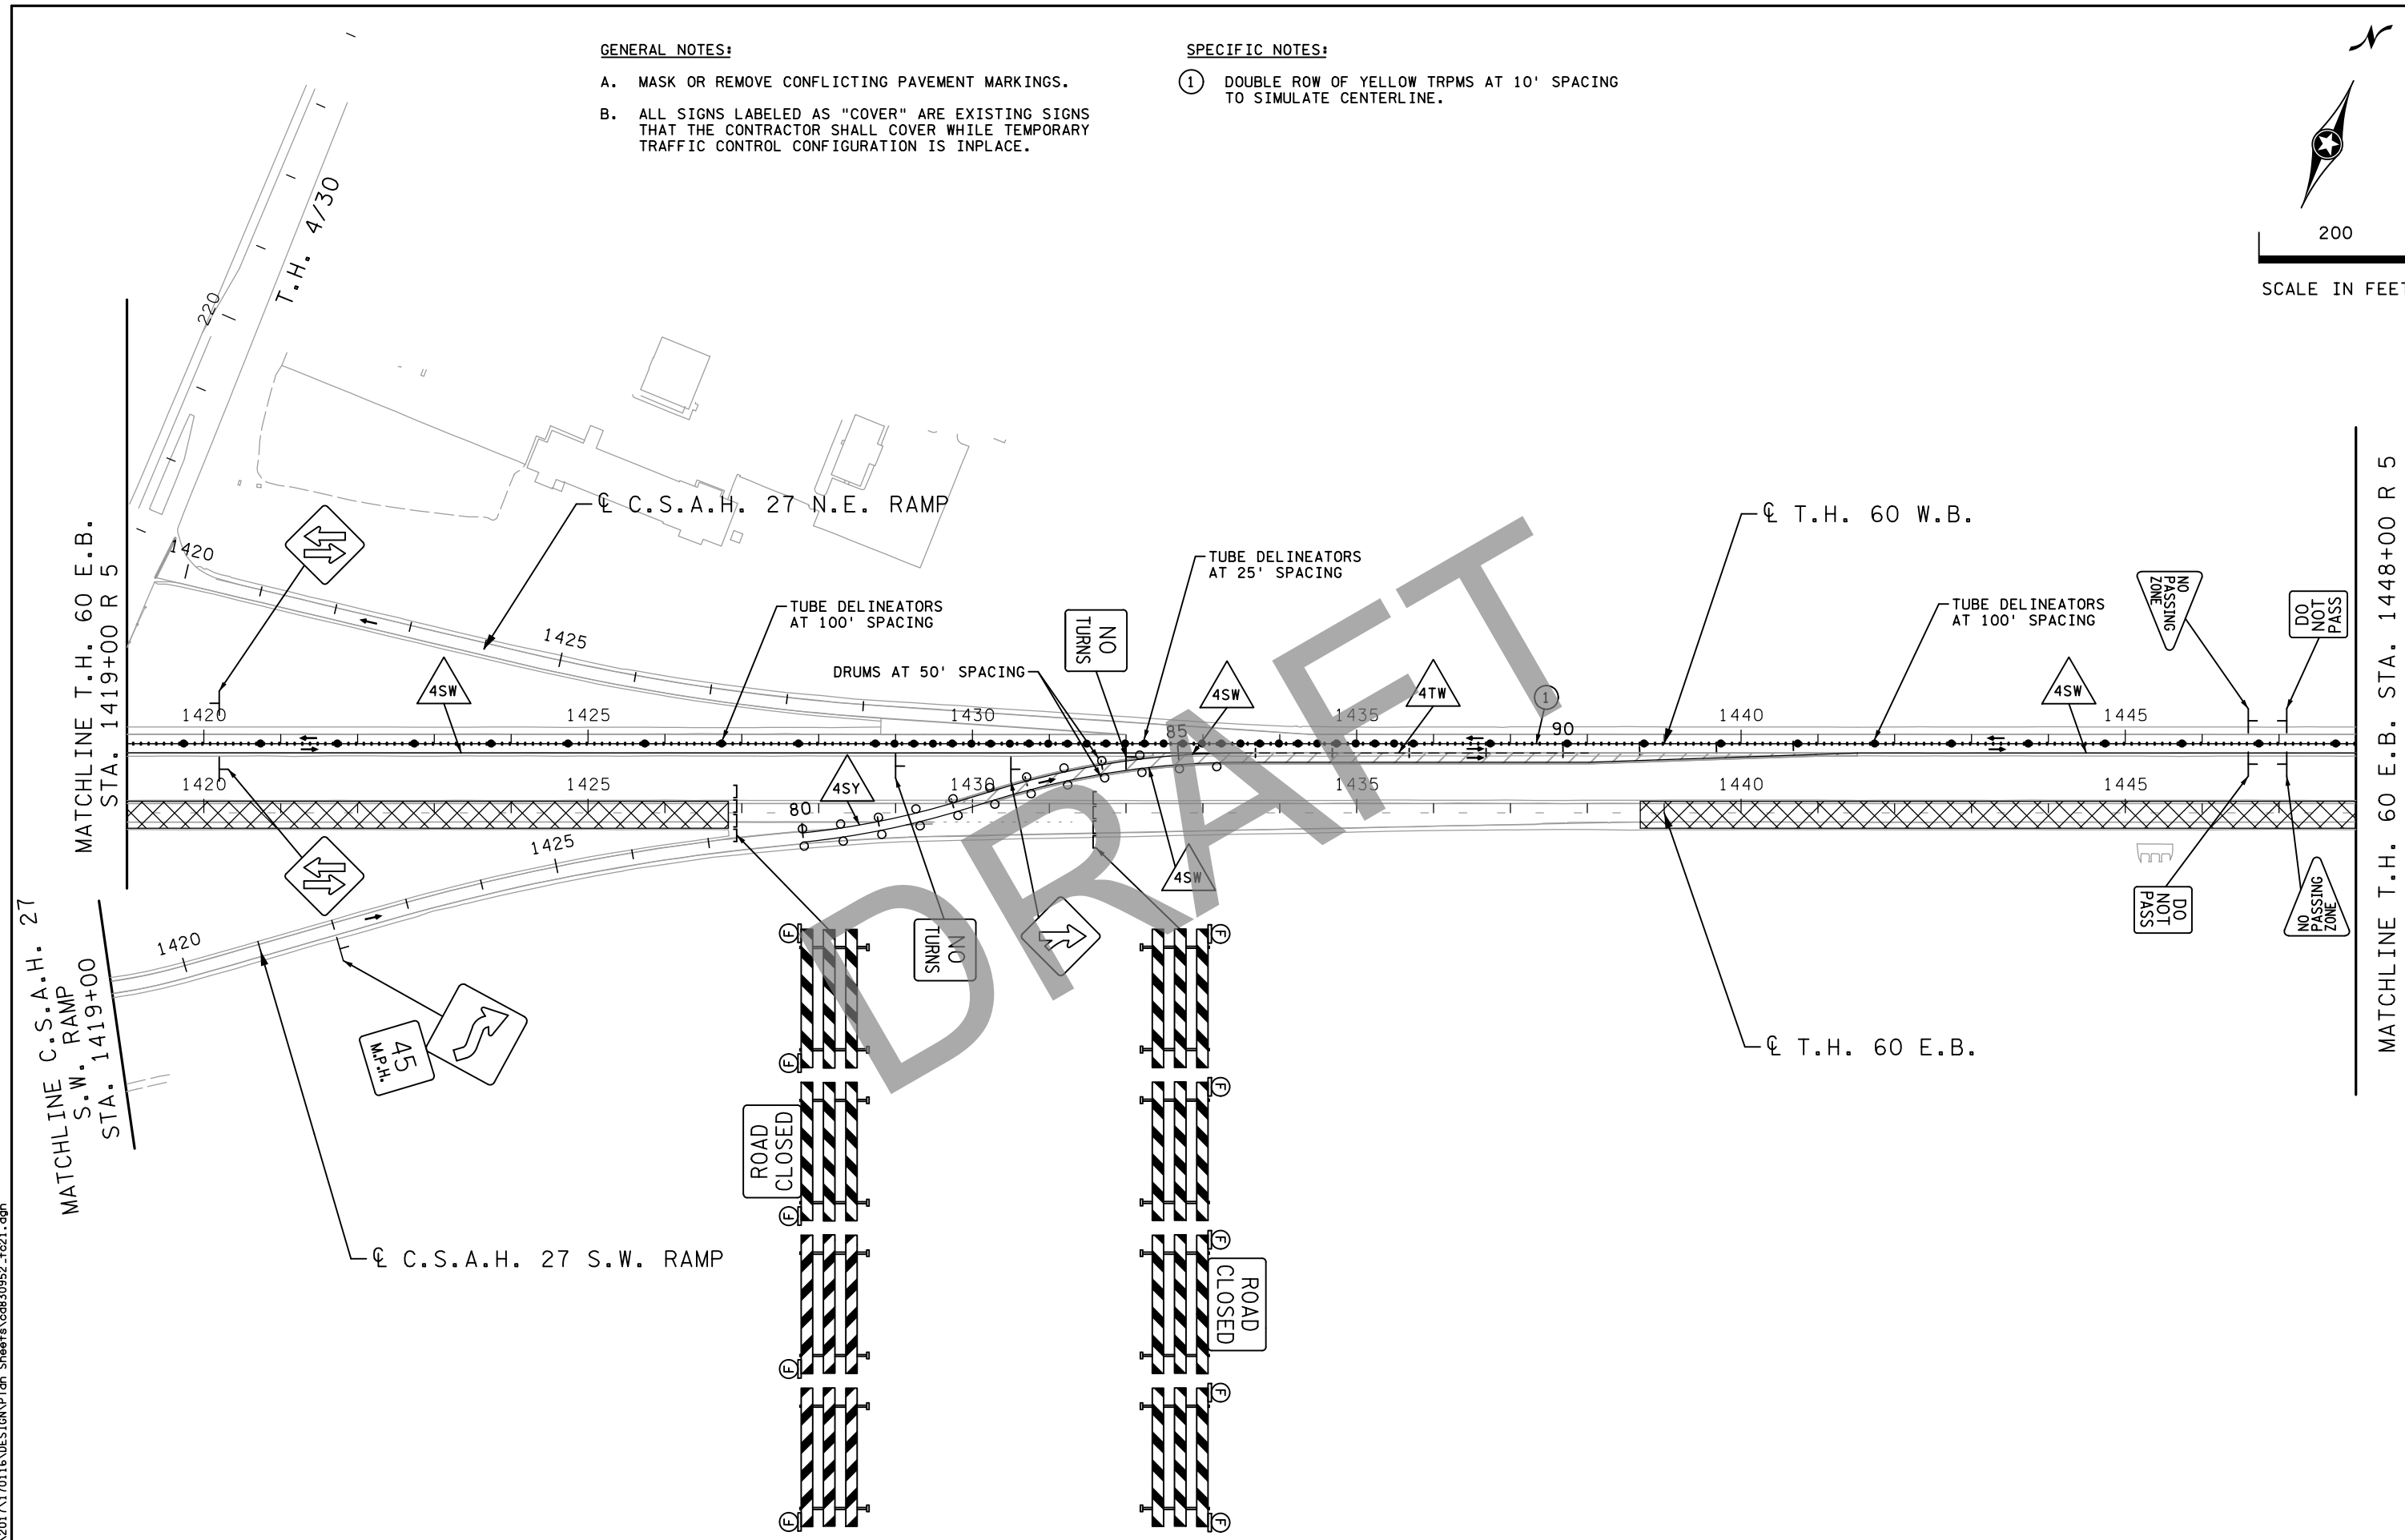 GENERAL NOTES:
A. MASK OR REMOVE CONFLICTING PAVEMENT MARKINGS.
B. ALL SIGNS LABELED AS "COVER" ARE EXISTING SIGNS
THAT THE CONTRACTOR SHALL COVER WHILE TEMPORARY
TRAFFIC CONTROL CONFIGURATION IS INPLACE.
SPECIFIC NOTES:
1 DOUBLE ROW OF YELLOW TRPMS AT 10' SPACING
TO SIMULATE CENTERLINE.
N
200
SCALE IN FEET
T.H. 4/30
220
MATCHLINE T.H. 60 E.B.
STA. 1419+00 R 5
℄ C.S.A.H. 27 N.E. RAMP
℄ T.H. 60 W.B.
1420
1425
TUBE DELINEATORS
AT 25' SPACING
TUBE DELINEATORS
AT 100' SPACING
TUBE DELINEATORS
AT 100' SPACING
DRUMS AT 50' SPACING
NO
TURNS
NO
PASSING
ZONE
DO
NOT
PASS
4SW
4SW
4TW
1
4SW
1420
1425
1430
1435
1440
1445
85
90
4SY
80
1420
1425
1430
1435
1440
1445
4SW
1425
1420
NO
TURNS
DO
NOT
PASS
NO
PASSING
ZONE
45
M.P.H.
MATCHLINE C.S.A.H. 27
S.W. RAMP
STA. 1419+00
MATCHLINE T.H. 60 E.B. STA. 1448+00 R 5
℄ T.H. 60 E.B.
℄ C.S.A.H. 27 S.W. RAMP
ROAD
CLOSED
ROAD
CLOSED
F
F
F
F
F
F
F
F
F
F
DRAFT